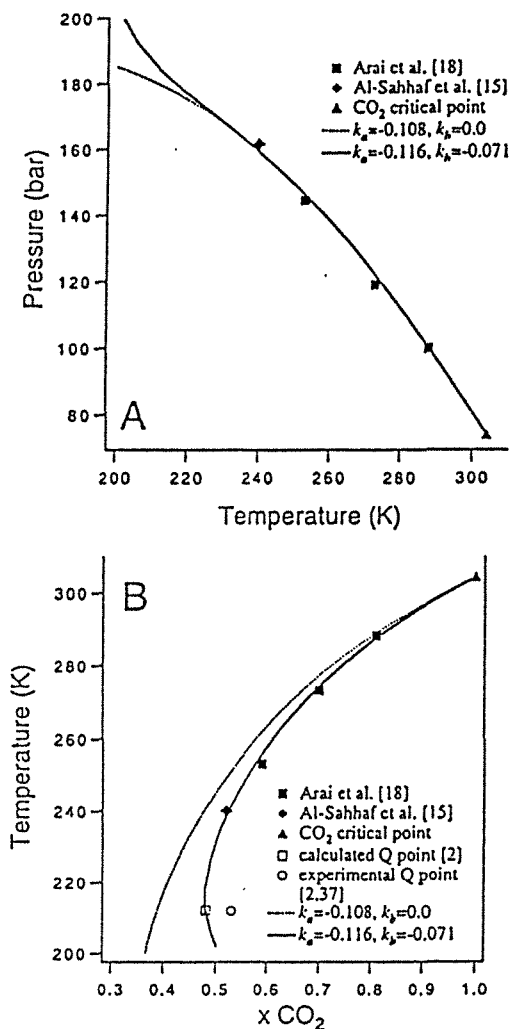 200
180
160
140
120
100
80
Pressure (bar)
Arai et al. [18]
Al-Sahhaf et al. [15]
CO2 critical point
ka=-0.108, kb=0.0
ka=-0.116, kb=-0.071
A
200 220 240 260 280 300
Temperature (K)
B
300
280
260
240
220
200
Temperature (K)
Arai et al. [18]
Al-Sahhaf et al. [15]
CO2 critical point
calculated Q point [2]
experimental Q point
[2,37]
ka=-0.108, kb=0.0
ka=-0.116, kb=-0.071
0.3 0.4 0.5 0.6 0.7 0.8 0.9 1.0
x CO2